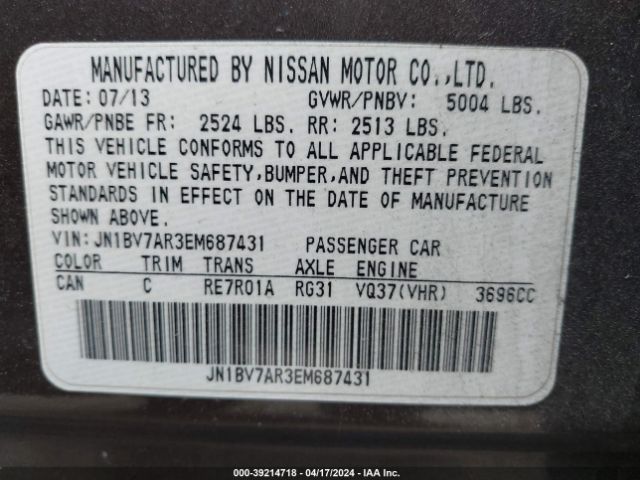 MANUFACTURED BY NISSAN MOTOR CO.,LTD.
DATE: 07/13 GVWR/PNBV: 5004 LBS.
GAWR/PNBE FR: 2524 LBS. RR: 2513 LBS.
THIS VEHICLE CONFORMS TO ALL APPLICABLE FEDERAL
MOTOR VEHICLE SAFETY,BUMPER,AND THEFT PREVENTION
STANDARDS IN EFFECT ON THE DATE OF MANUFACTURE
SHOWN ABOVE.
VIN:JN1BV7AR3EM687431 PASSENGER CAR
COLOR TRIM TRANS AXLE ENGINE
CAN C RE7R01A RG31 VQ37(VHR) 3696CC
JN1BV7AR3EM687431
000-39214718 - 04/17/2024 - IAA Inc.